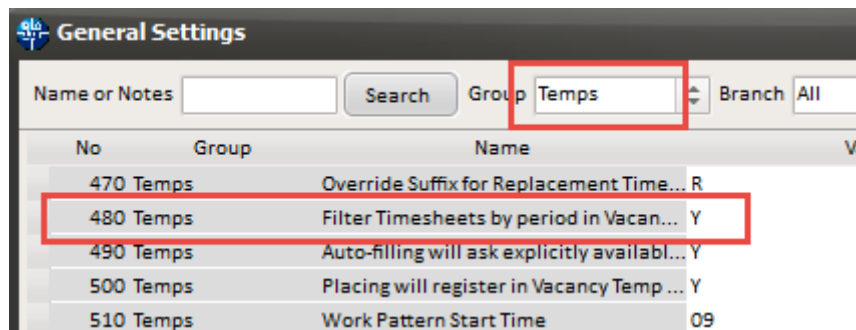 General Settings
Name or Notes Search Group Temps Branch All
No Group Name V
470 Temps Override Suffix for Replacement Time... R
480 Temps Filter Timesheets by period in Vacan... Y
490 Temps Auto-filling will ask explicitly availabl... Y
500 Temps Placing will register in Vacancy Temp ... Y
510 Temps Work Pattern Start Time 09